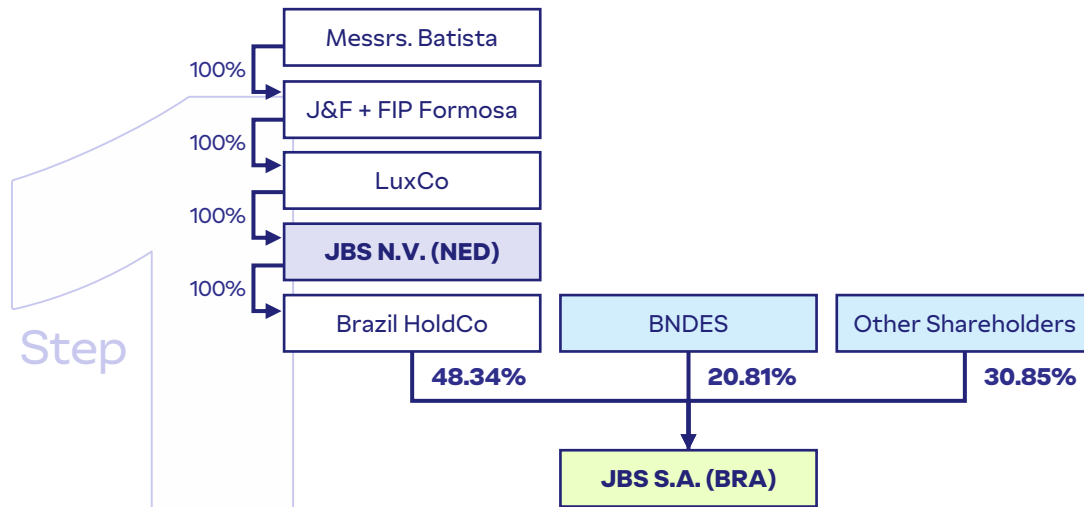 Messrs. Batista
100%
J&F + FIP Formosa
100%
LuxCo
100%
JBS N.V. (NED)
100%
Brazil HoldCo
BNDES
Other Shareholders
1
Step
48.34%
20.81%
30.85%
JBS S.A. (BRA)